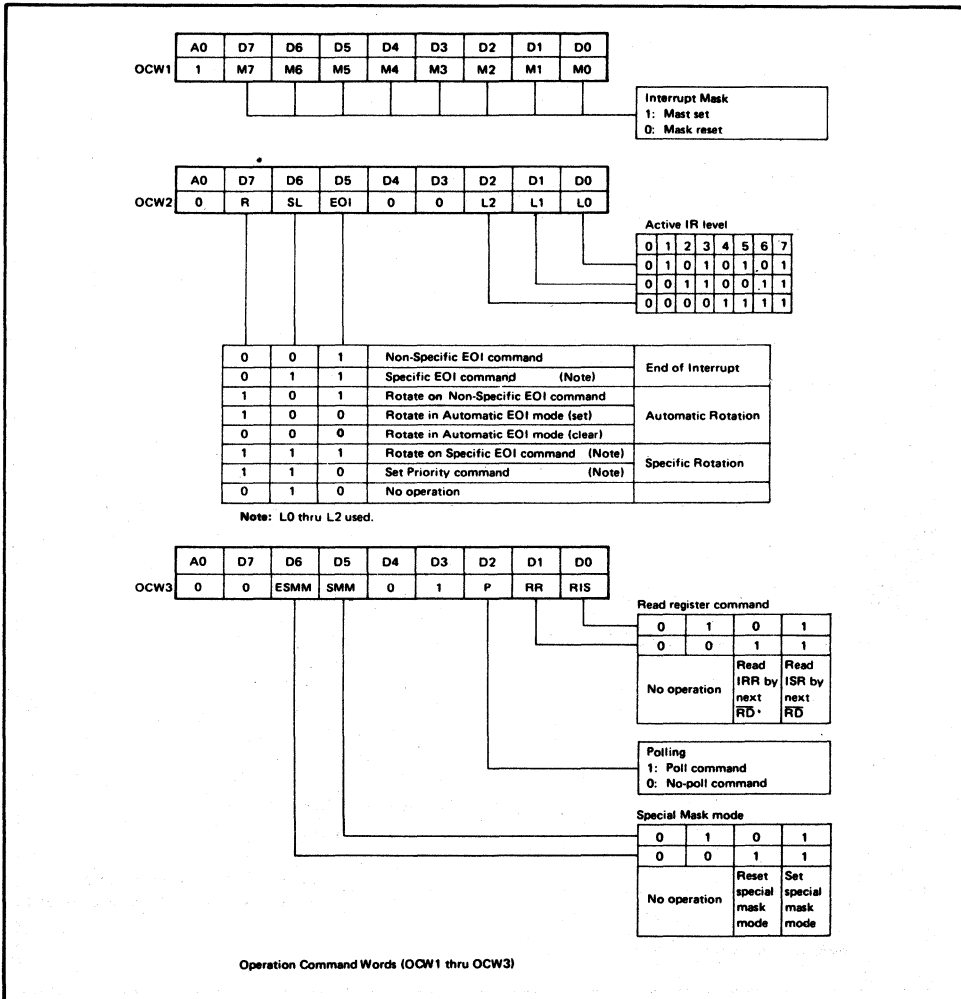 A0 D7 D6 D5 D4 D3 D2 D1 D0
OCW1 1 M7 M6 M5 M4 M3 M2 M1 M0
Interrupt Mask
1: Mast set
0: Mask reset
A0 D7 D6 D5 D4 D3 D2 D1 D0
OCW2 0 R SL EOI 0 0 L2 L1 L0
Active IR level
0 1 2 3 4 5 6 7
0 1 0 1 0 1 0 1
0 0 1 1 0 0 1 1
0 0 0 0 1 1 1 1
0 0 1 Non-Specific EOI command End of Interrupt
0 1 1 Specific EOI command (Note)
1 0 1 Rotate on Non-Specific EOI command
1 0 0 Rotate in Automatic EOI mode (set) Automatic Rotation
0 0 0 Rotate in Automatic EOI mode (clear)
1 1 1 Rotate on Specific EOI command (Note) Specific Rotation
1 1 0 Set Priority command (Note)
0 1 0 No operation
Note: L0 thru L2 used.
A0 D7 D6 D5 D4 D3 D2 D1 D0
OCW3 0 0 ESMM SMM 0 1 P RR RIS
Read register command
0 1 0 1
0 0 1 1
No operation
Read
IRR by
next
RD
Read
ISR by
next
RD
Polling
1: Poll command
0: No-poll command
Special Mask mode
0 1 0 1
0 0 1 1
No operation
Reset
special
mask
mode
Set
special
mask
mode
Operation Command Words (OCW1 thru OCW3)